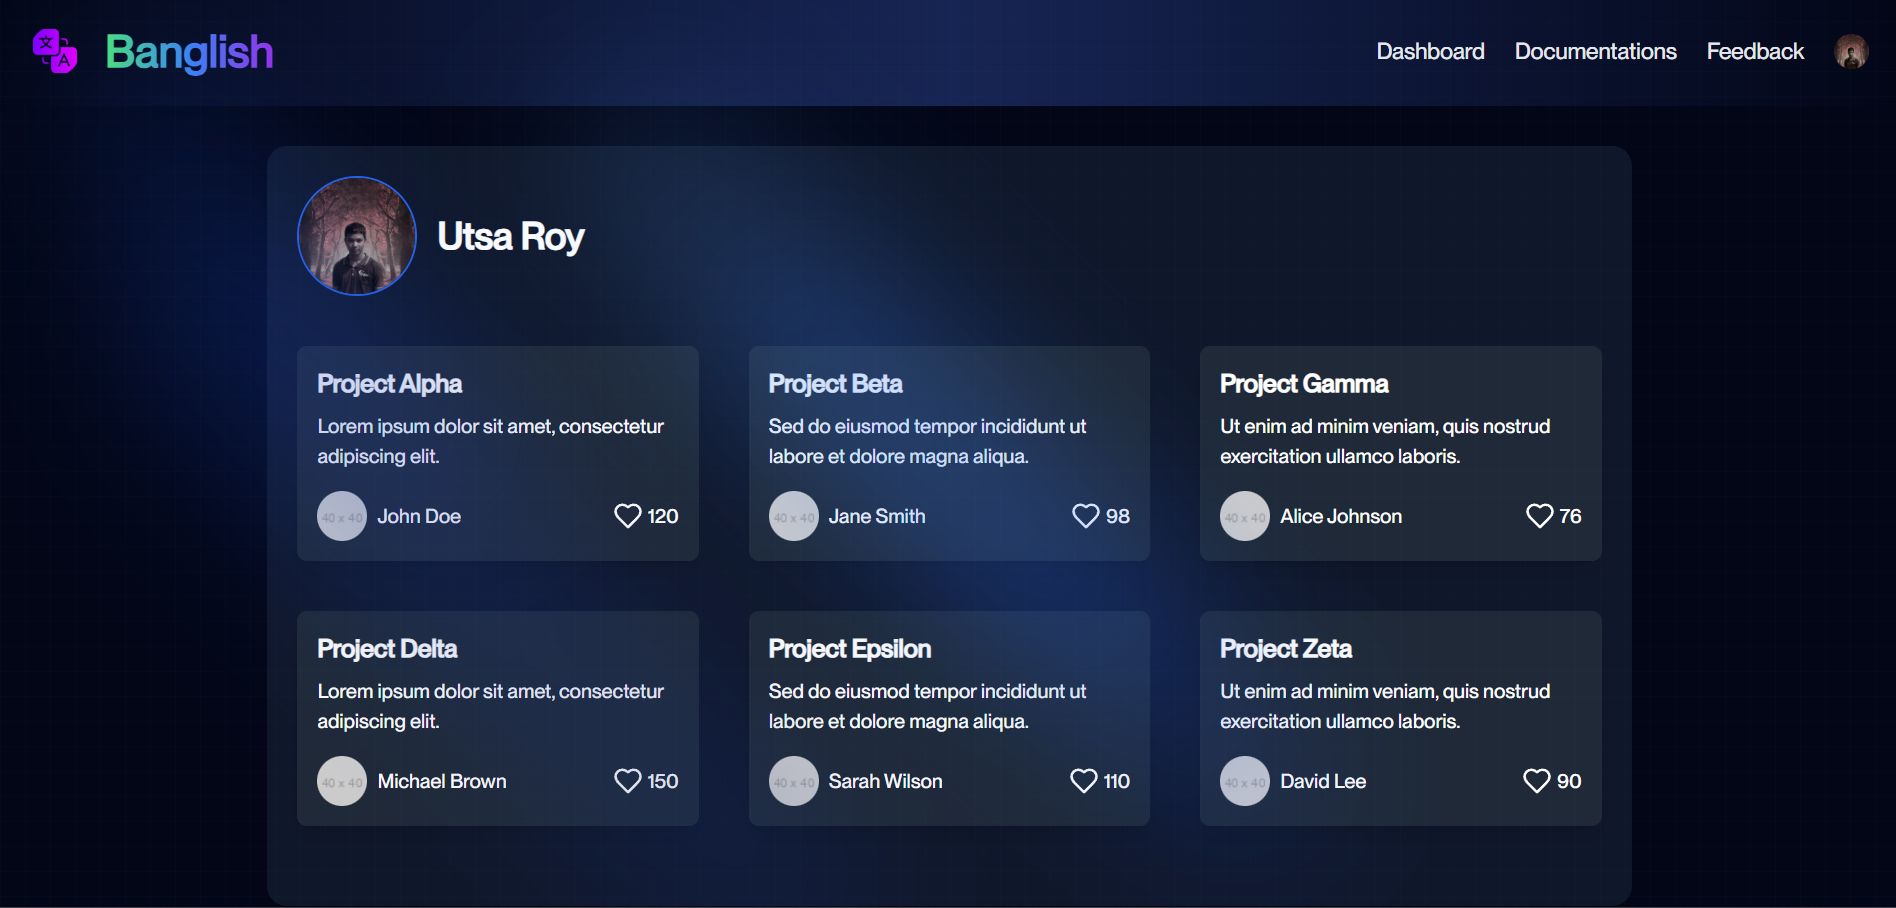 文
A
Banglish
Dashboard
Documentations
Feedback
Utsa Roy
Project Alpha
Lorem ipsum dolor sit amet, consectetur
adipiscing elit.
40 x 40
John Doe
120
Project Beta
Sed do eiusmod tempor incididunt ut
labore et dolore magna aliqua.
40 x 40
Jane Smith
98
Project Gamma
Ut enim ad minim veniam, quis nostrud
exercitation ullamco laboris.
40 x 40
Alice Johnson
76
Project Delta
Lorem ipsum dolor sit amet, consectetur
adipiscing elit.
40 x 40
Michael Brown
150
Project Epsilon
Sed do eiusmod tempor incididunt ut
labore et dolore magna aliqua.
40 x 40
Sarah Wilson
110
Project Zeta
Ut enim ad minim veniam, quis nostrud
exercitation ullamco laboris.
40 x 40
David Lee
90